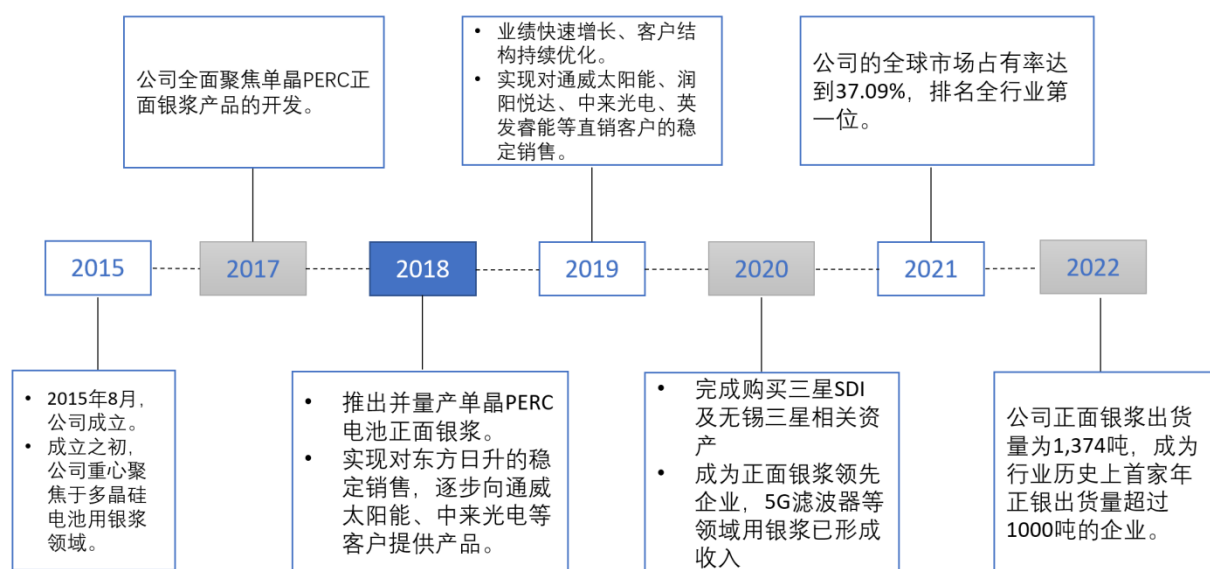 公司全面聚焦单晶PERC正
面银浆产品的开发。
• 业绩快速增长、客户结
构持续优化。
• 实现对通威太阳能、润
阳悦达、中来光电、英
发睿能等直销客户的稳
定销售。
公司的全球市场占有率达
到37.09%，排名全行业第
一位。
2015
2017
2018
2019
2020
2021
2022
• 2015年8月，
公司成立。
• 成立之初，
公司重心聚
焦于多晶硅
电池用银浆
领域。
• 推出并量产单晶PERC
电池正面银浆。
• 实现对东方日升的稳
定销售，逐步向通威
太阳能、中来光电等
客户提供产品。
• 完成购买三星SDI
及无锡三星相关资
产
• 成为正面银浆领先
企业，5G滤波器等
领域用银浆已形成
收入
公司正面银浆出货
量为1,374吨，成为
行业历史上首家年
正银出货量超过
1000吨的企业。